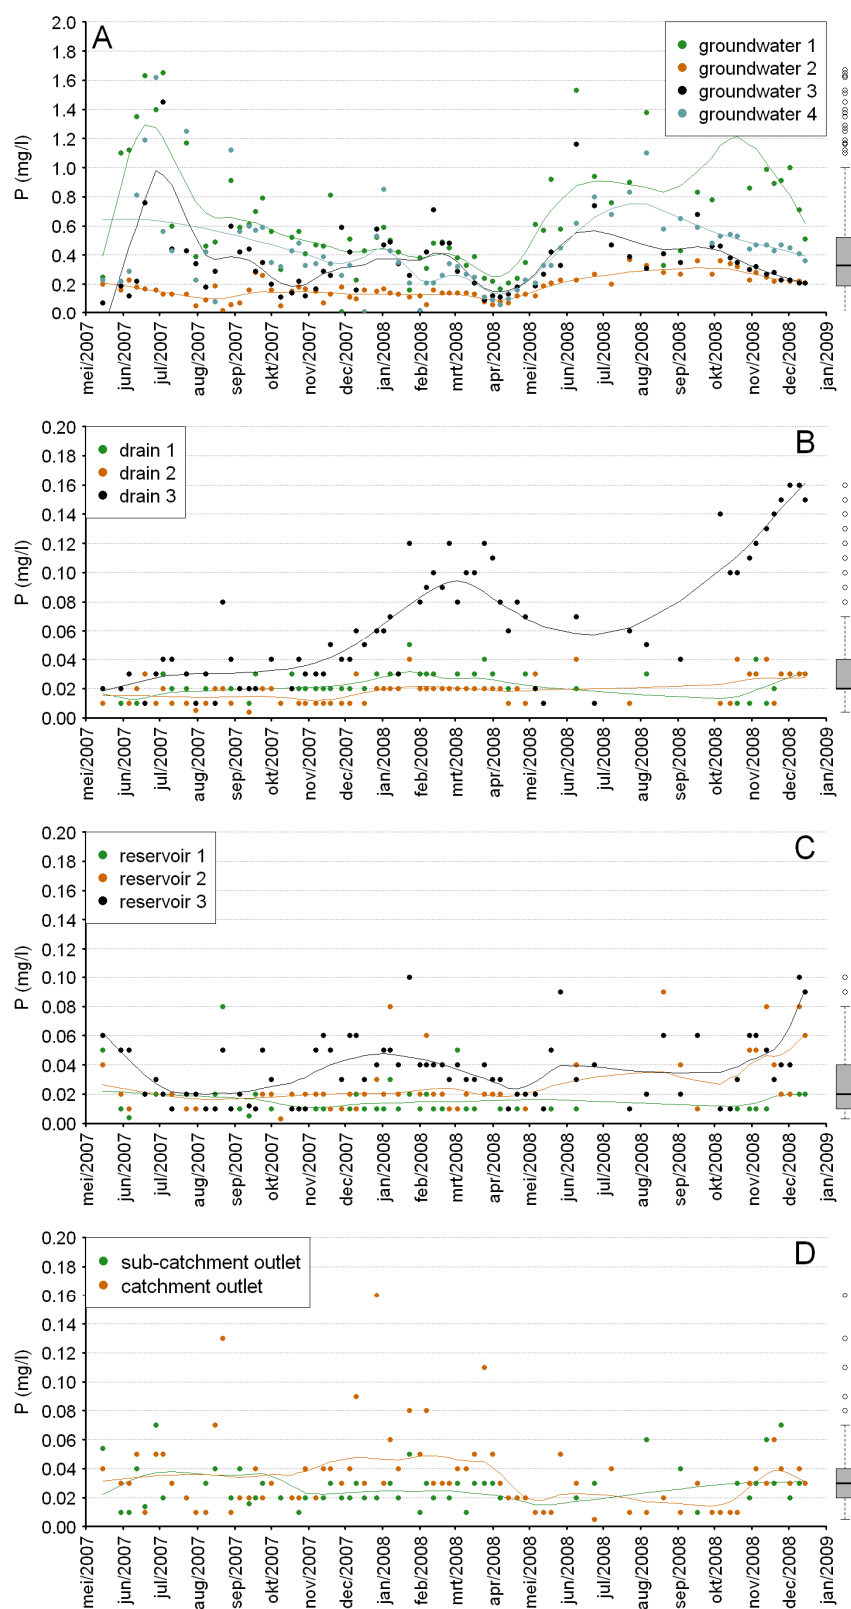 A
groundwater 1
groundwater 2
groundwater 3
groundwater 4
P (mg/l)
2.0
1.8
1.6
1.4
1.2
1.0
0.8
0.6
0.4
0.2
0.0
mei/2007
jun/2007
jul/2007
aug/2007
sep/2007
okt/2007
nov/2007
dec/2007
jan/2008
feb/2008
mrt/2008
apr/2008
mei/2008
jun/2008
jul/2008
aug/2008
sep/2008
okt/2008
nov/2008
dec/2008
jan/2009
B
drain 1
drain 2
drain 3
P (mg/l)
0.20
0.18
0.16
0.14
0.12
0.10
0.08
0.06
0.04
0.02
0.00
mei/2007
jun/2007
jul/2007
aug/2007
sep/2007
okt/2007
nov/2007
dec/2007
jan/2008
feb/2008
mrt/2008
apr/2008
mei/2008
jun/2008
jul/2008
aug/2008
sep/2008
okt/2008
nov/2008
dec/2008
jan/2009
C
reservoir 1
reservoir 2
reservoir 3
P (mg/l)
0.20
0.18
0.16
0.14
0.12
0.10
0.08
0.06
0.04
0.02
0.00
mei/2007
jun/2007
jul/2007
aug/2007
sep/2007
okt/2007
nov/2007
dec/2007
jan/2008
feb/2008
mrt/2008
apr/2008
mei/2008
jun/2008
jul/2008
aug/2008
sep/2008
okt/2008
nov/2008
dec/2008
jan/2009
D
sub-catchment outlet
catchment outlet
P (mg/l)
0.20
0.18
0.16
0.14
0.12
0.10
0.08
0.06
0.04
0.02
0.00
mei/2007
jun/2007
jul/2007
aug/2007
sep/2007
okt/2007
nov/2007
dec/2007
jan/2008
feb/2008
mrt/2008
apr/2008
mei/2008
jun/2008
jul/2008
aug/2008
sep/2008
okt/2008
nov/2008
dec/2008
jan/2009